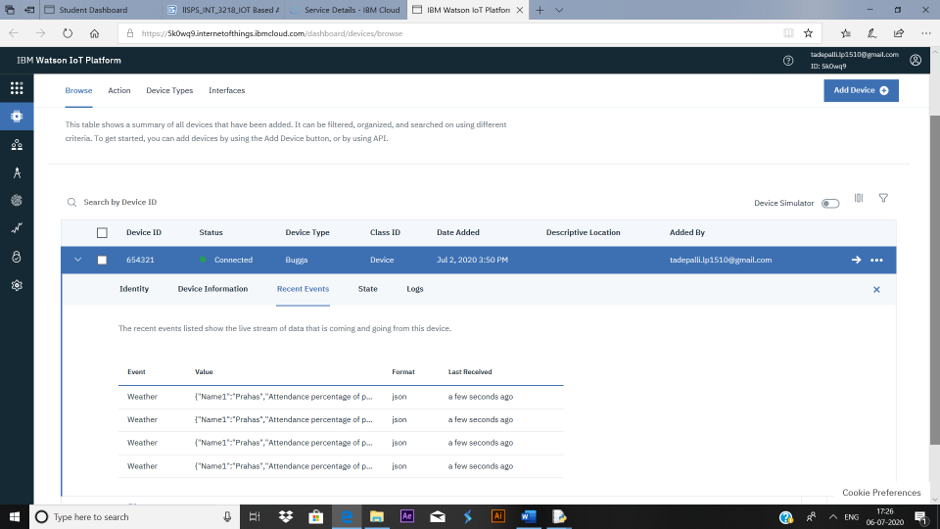 Student Dashboard
IISPS_INT_3218_IOT Based A
Service Details - IBM Cloud
IBM Watson IoT Platform
https://5k0wq9.internetofthings.ibmcloud.com/dashboard/devices/browse
IBM Watson IoT Platform
tadepalli.lp1510@gmail.com
ID: 5k0wq9
Browse Action Device Types Interfaces
Add Device
This table shows a summary of all devices that have been added. It can be filtered, organized, and searched on using different
criteria. To get started, you can add devices by using the Add Device button, or by using API.
Search by Device ID
Device Simulator
Device ID Status Device Type Class ID Date Added Descriptive Location Added By
654321 Connected Bugga Device Jul 2, 2020 3:50 PM tadepalli.lp1510@gmail.com
Identity Device Information Recent Events State Logs
The recent events listed show the live stream of data that is coming and going from this device.
Event Value Format Last Received
Weather {"Name1":"Prahas","Attendance percentage of p... json a few seconds ago
Weather {"Name1":"Prahas","Attendance percentage of p... json a few seconds ago
Weather {"Name1":"Prahas","Attendance percentage of p... json a few seconds ago
Weather {"Name1":"Prahas","Attendance percentage of p... json a few seconds ago
Cookie Preferences
Type here to search
Ae
Ai
ENG
17:26
06-07-2020